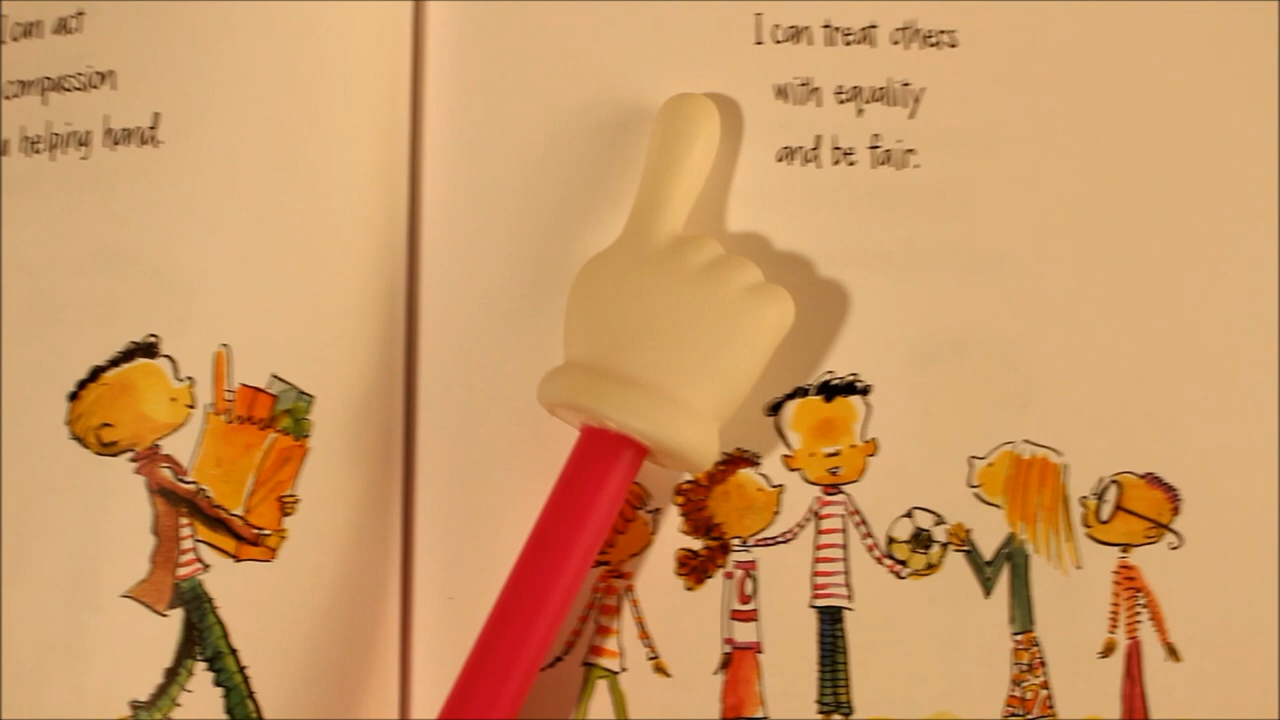 I can act
compassion
helping hand.
I can treat others
with equality
and be fair.